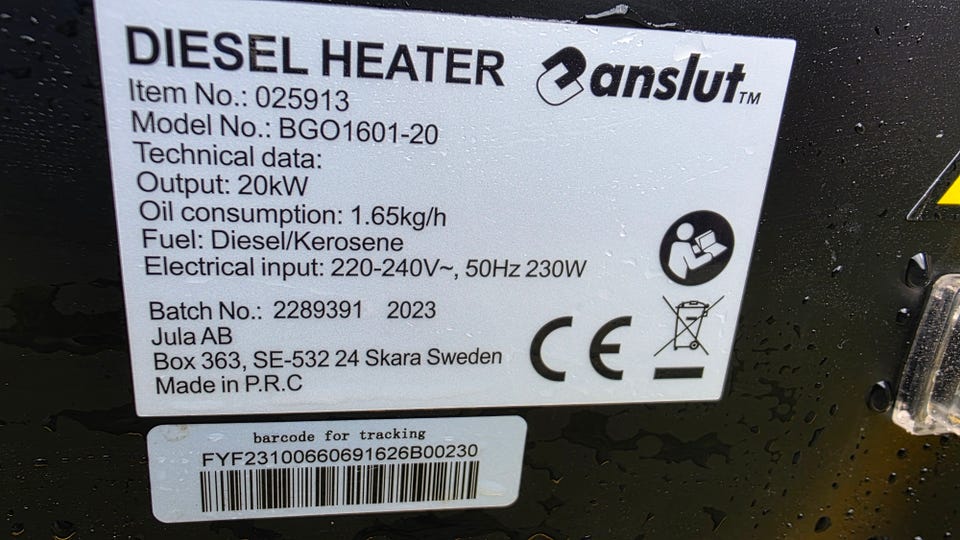 DIESEL HEATER
anslut™
Item No.: 025913
Model No.: BGO1601-20
Technical data:
Output: 20kW
Oil consumption: 1.65kg/h
Fuel: Diesel/Kerosene
Electrical input: 220-240V~, 50Hz 230W
Batch No.: 2289391 2023
Jula AB
Box 363, SE-532 24 Skara Sweden
Made in P.R.C
CE
barcode for tracking
FYF23100660691626B00230